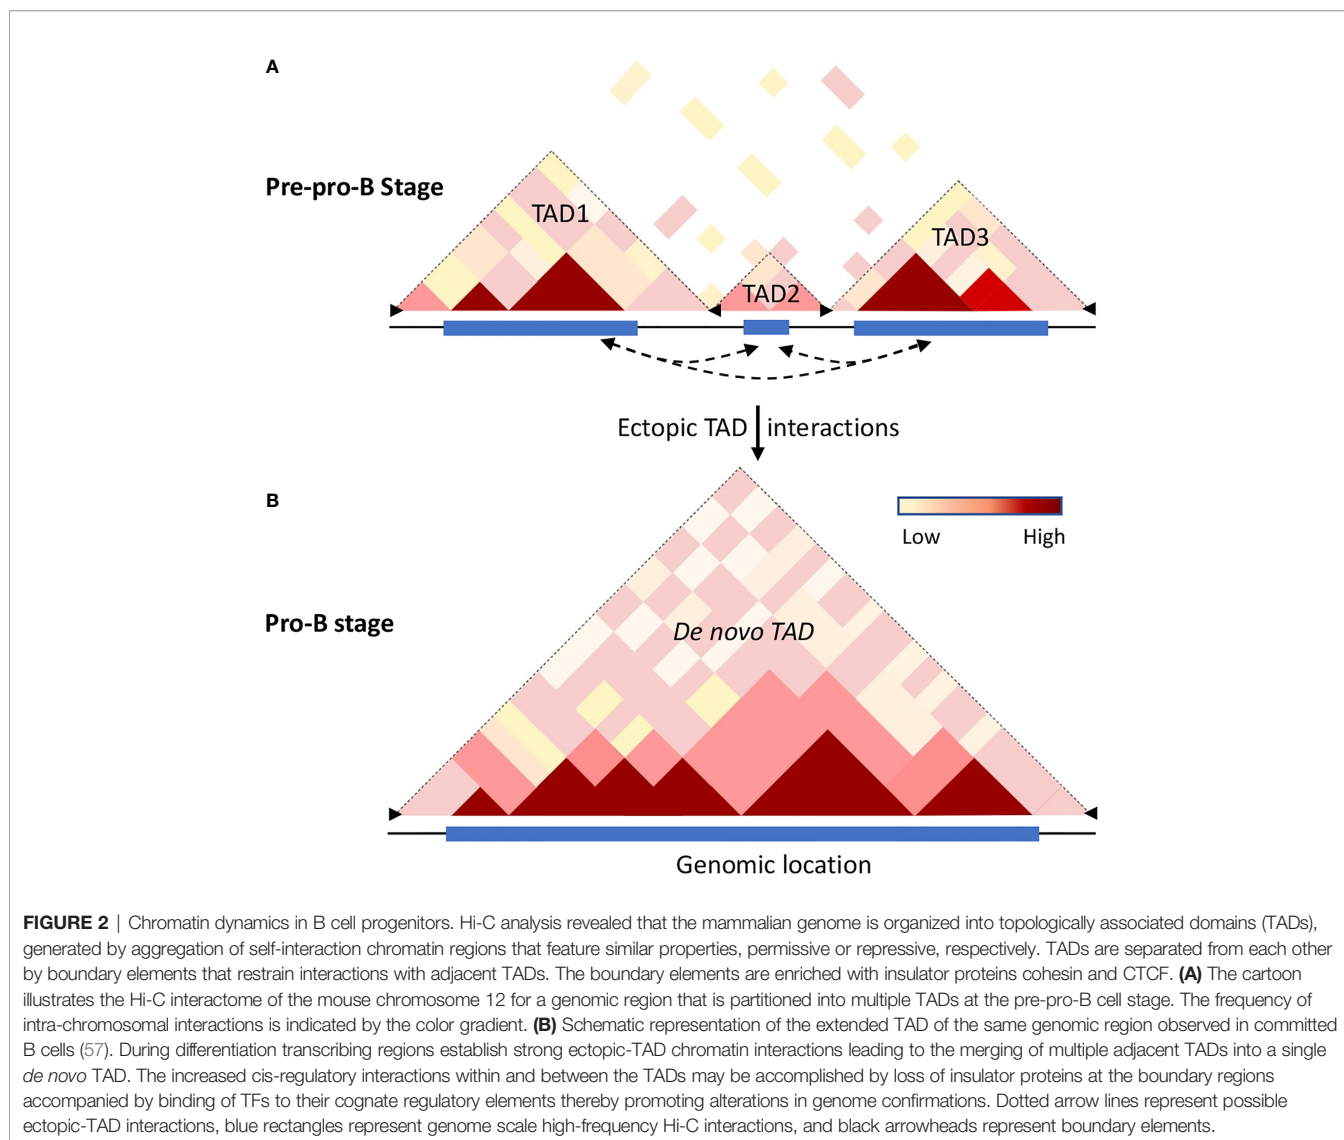 A
Pre-pro-B Stage
TAD1
TAD3
TAD2
Ectopic TAD interactions
B
Low High
Pro-B stage
De novo TAD
Genomic location
FIGURE 2 | Chromatin dynamics in B cell progenitors. Hi-C analysis revealed that the mammalian genome is organized into topologically associated domains (TADs),
generated by aggregation of self-interaction chromatin regions that feature similar properties, permissive or repressive, respectively. TADs are separated from each other
by boundary elements that restrain interactions with adjacent TADs. The boundary elements are enriched with insulator proteins cohesin and CTCF. (A) The cartoon
illustrates the Hi-C interactome of the mouse chromosome 12 for a genomic region that is partitioned into multiple TADs at the pre-pro-B cell stage. The frequency of
intra-chromosomal interactions is indicated by the color gradient. (B) Schematic representation of the extended TAD of the same genomic region observed in committed
B cells (57). During differentiation transcribing regions establish strong ectopic-TAD chromatin interactions leading to the merging of multiple adjacent TADs into a single
de novo TAD. The increased cis-regulatory interactions within and between the TADs may be accomplished by loss of insulator proteins at the boundary regions
accompanied by binding of TFs to their cognate regulatory elements thereby promoting alterations in genome confirmations. Dotted arrow lines represent possible
ectopic-TAD interactions, blue rectangles represent genome scale high-frequency Hi-C interactions, and black arrowheads represent boundary elements.